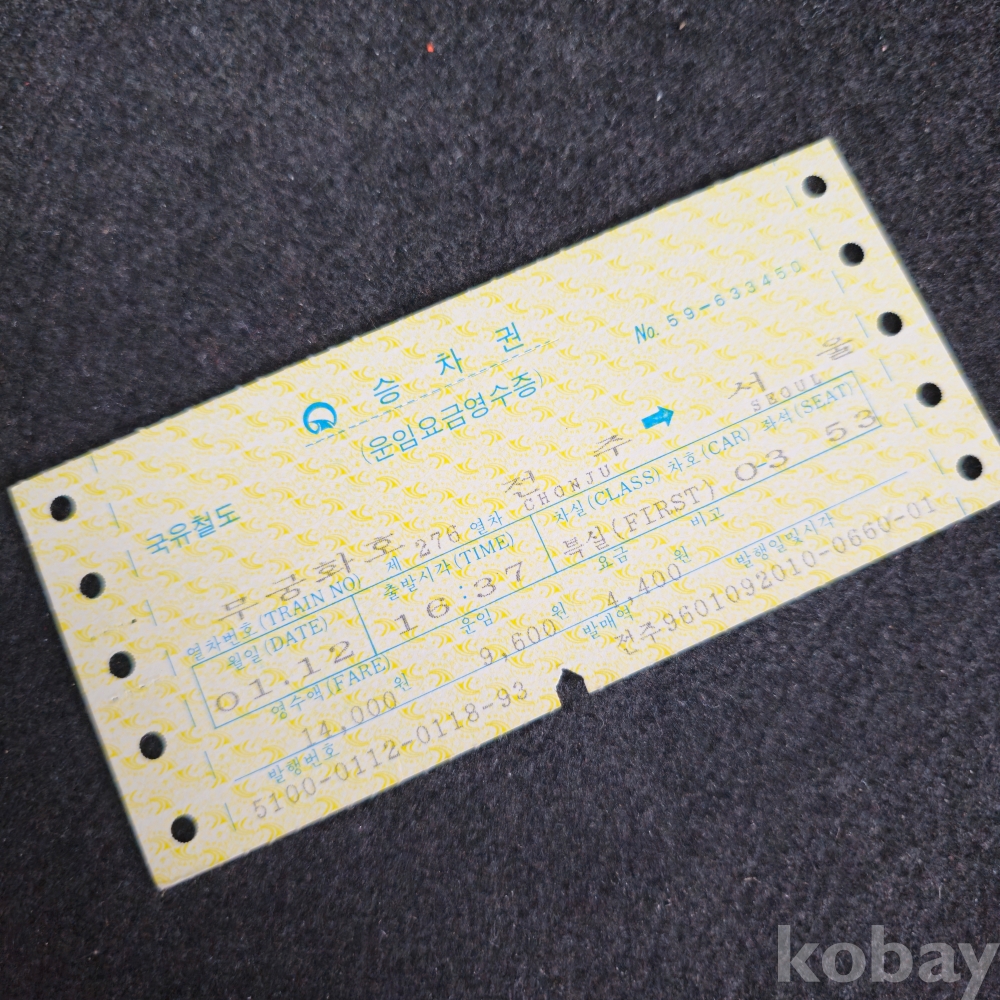 승차권
(운임요금영수증)
No. 59-633450
국유철도
전주 서울
무궁화호 제 276 열차 CHONJU SEOUL
열차번호(TRAIN NO)
월일(DATE) 출발시각(TIME) 차실(CLASS) 차호(CAR) 좌석(SEAT)
01.12 16:37 특실(FIRST) 0-3 53
영수액(FARE) 운임 요금 비고
14,000원 9,600원 4,400원
발행번호 발매역 발행일및시각
5100-0112-0118-93 전주9601092010-0660-01
kobay